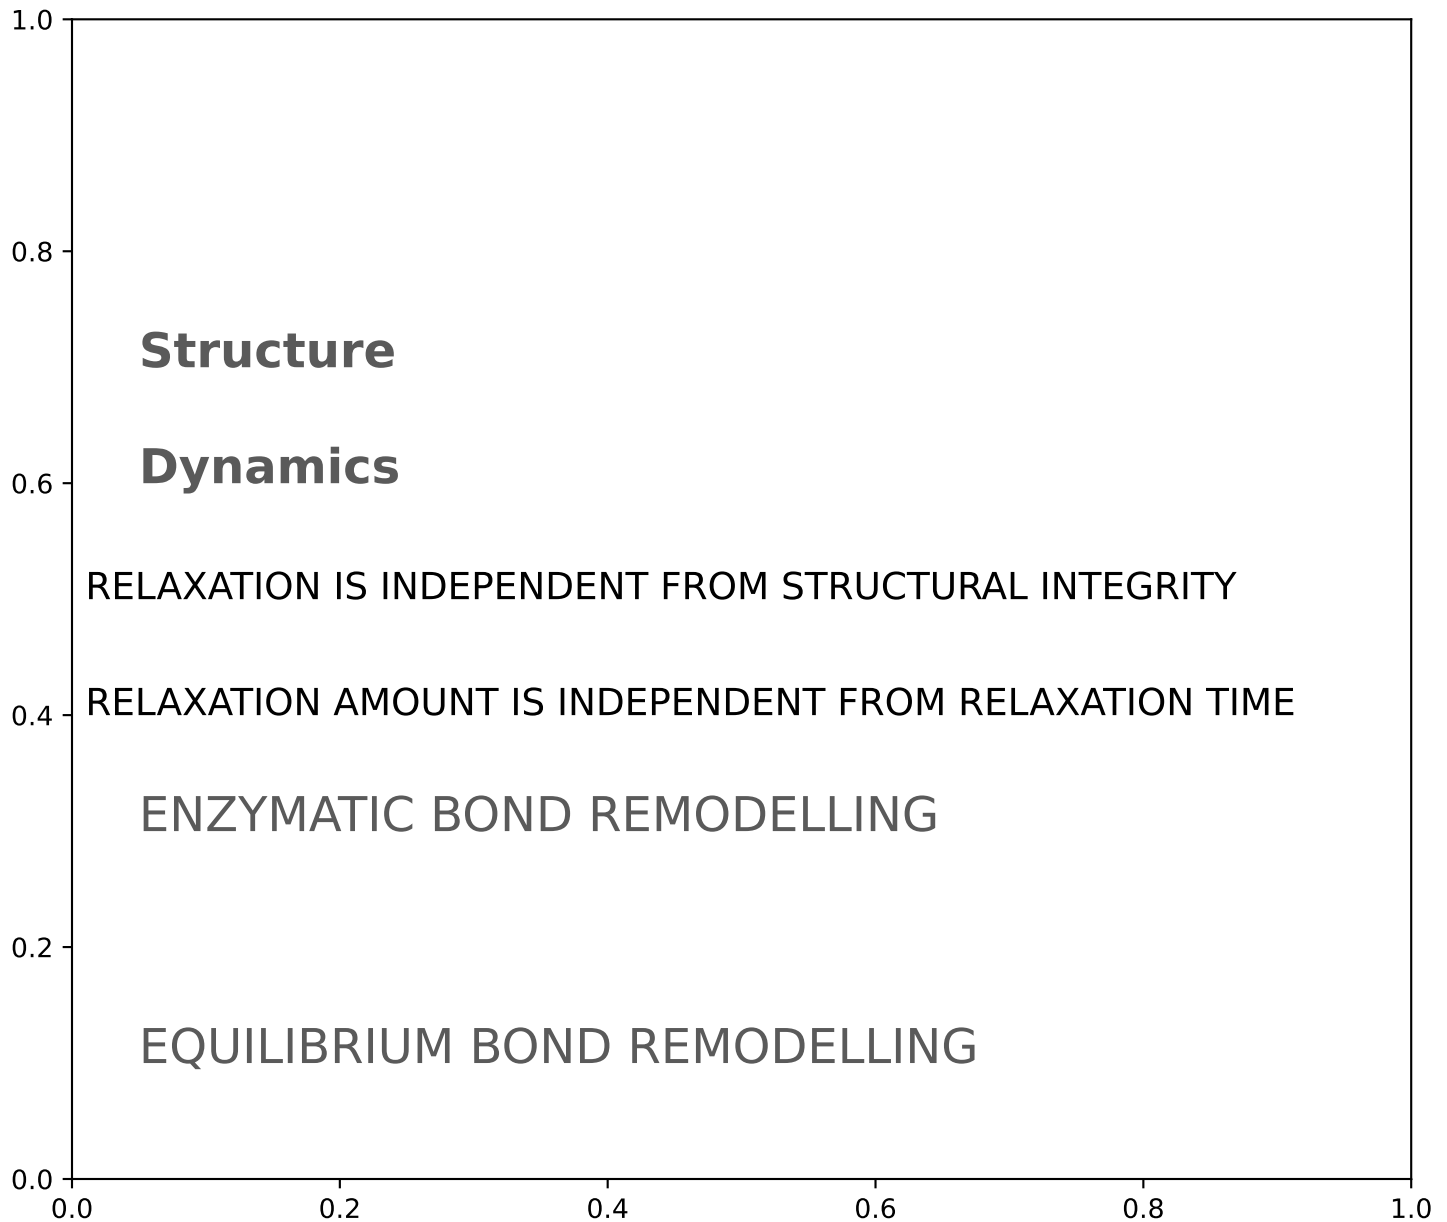 1.0
0.8
Structure
Dynamics
0.6
RELAXATION IS INDEPENDENT FROM STRUCTURAL INTEGRITY
RELAXATION AMOUNT IS INDEPENDENT FROM RELAXATION TIME
0.4
ENZYMATIC BOND REMODELLING
0.2
EQUILIBRIUM BOND REMODELLING
0.0
0.0 0.2 0.4 0.6 0.8 1.0